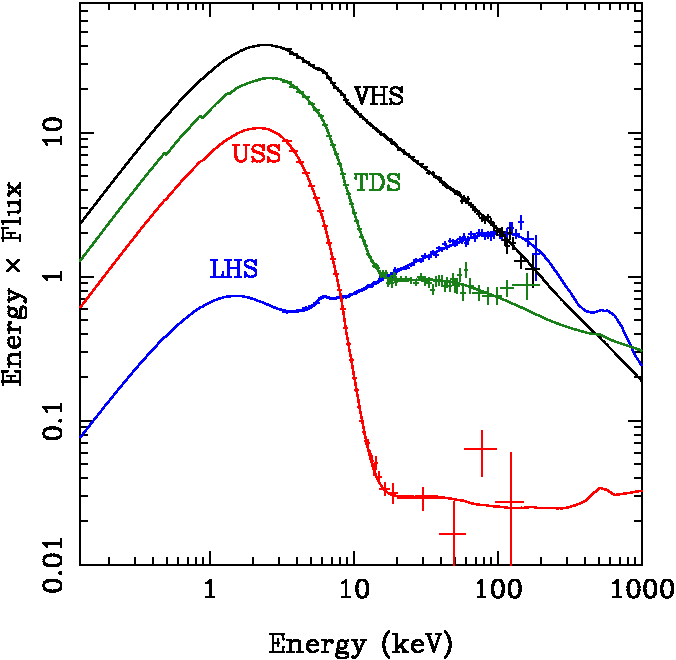 VHS
10
USS
TDS
LHS
1
0.1
0.01
Energy × Flux
1 10 100 1000
Energy (keV)